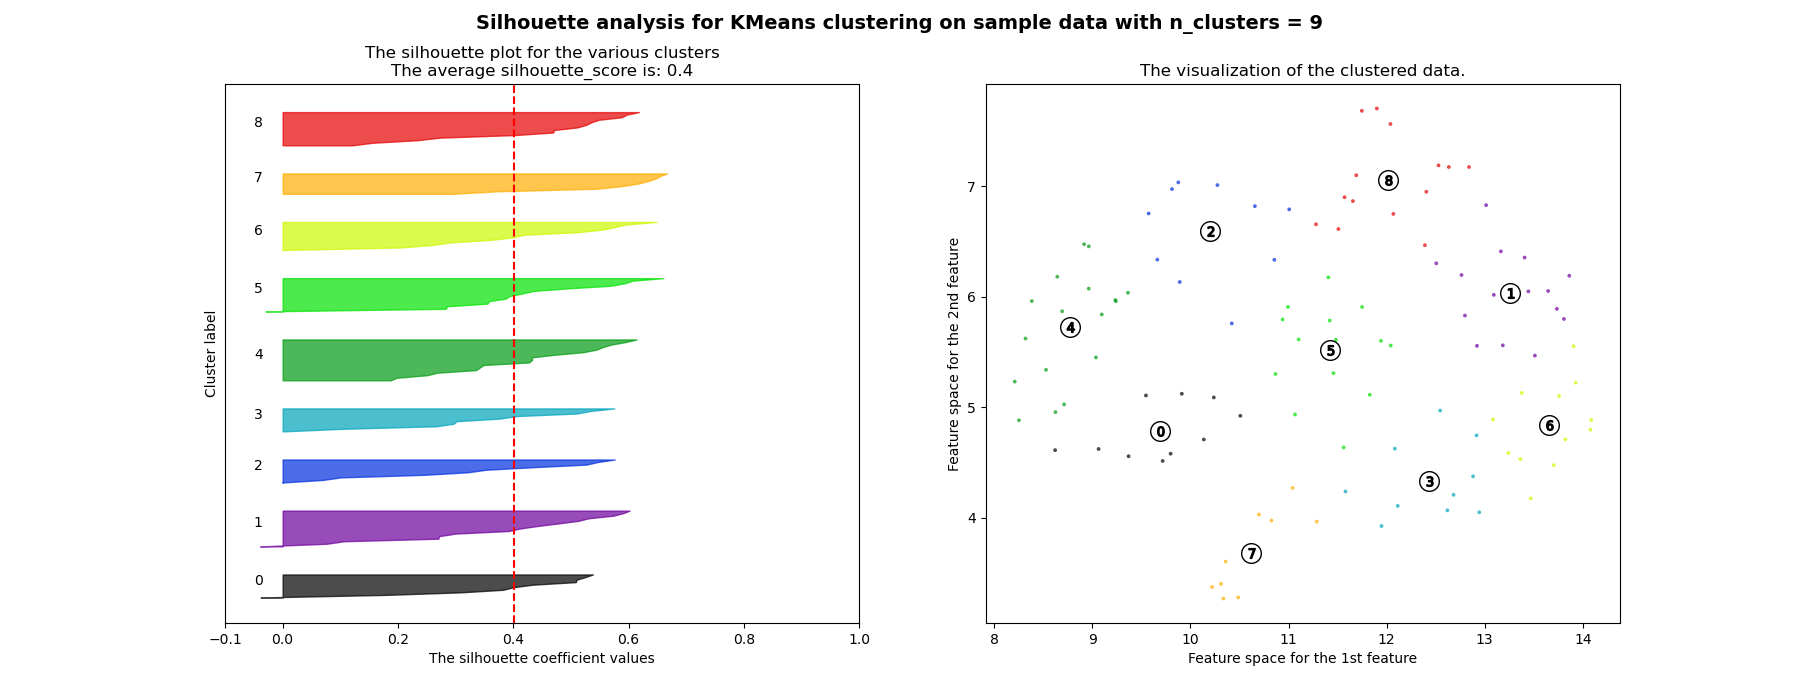 Silhouette analysis for KMeans clustering on sample data with n_clusters = 9
The silhouette plot for the various clusters
The average silhouette_score is: 0.4
Cluster label
8
7
6
5
4
3
2
1
0
−0.1 0.0 0.2 0.4 0.6 0.8 1.0
The silhouette coefficient values
The visualization of the clustered data.
Feature space for the 2nd feature
7
6
5
4
8
2
1
4
5
6
0
3
7
8 9 10 11 12 13 14
Feature space for the 1st feature